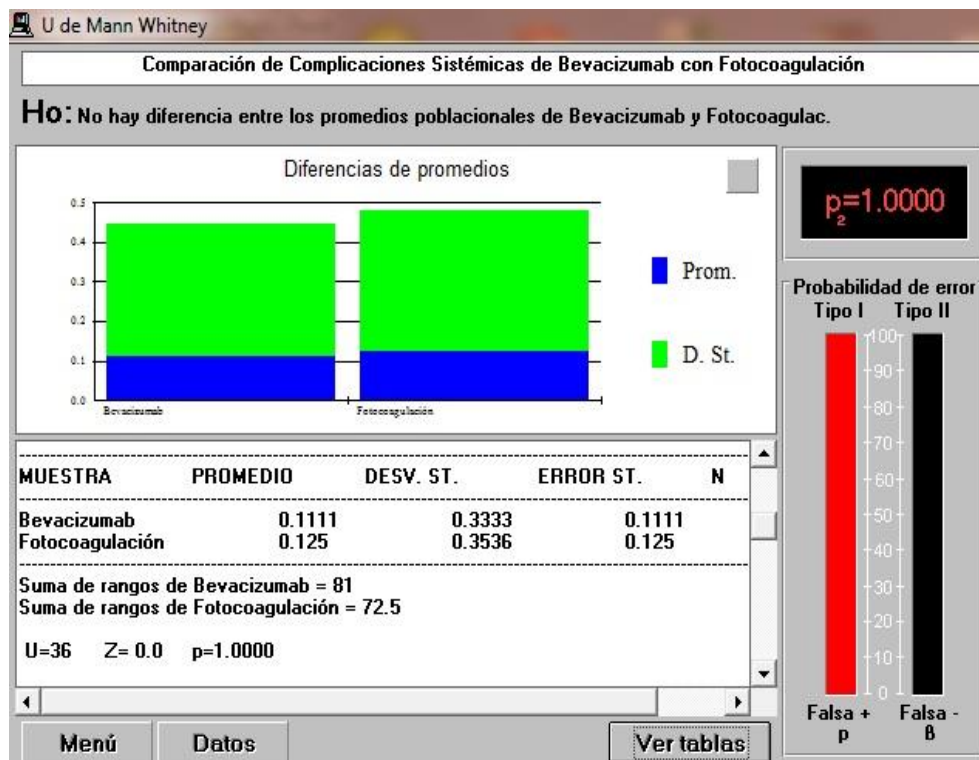 U de Mann Whitney
Comparación de Complicaciones Sistémicas de Bevacizumab con Fotocoagulación
Ho: No hay diferencia entre los promedios poblacionales de Bevacizumab y Fotocoagulac.
Diferencias de promedios
0.5
0.4
0.3
0.2
0.1
0.0
Bevacizumab
Fotocoagulación
Prom.
D. St.
p2=1.0000
Probabilidad de error
Tipo I Tipo II
100
90
80
70
60
50
40
30
20
10
0
Falsa + Falsa -
p β
MUESTRA PROMEDIO DESV. ST. ERROR ST. N
Bevacizumab 0.1111 0.3333 0.1111
Fotocoagulación 0.125 0.3536 0.125
Suma de rangos de Bevacizumab = 81
Suma de rangos de Fotocoagulación = 72.5
U=36 Z= 0.0 p=1.0000
Menú Datos Ver tablas